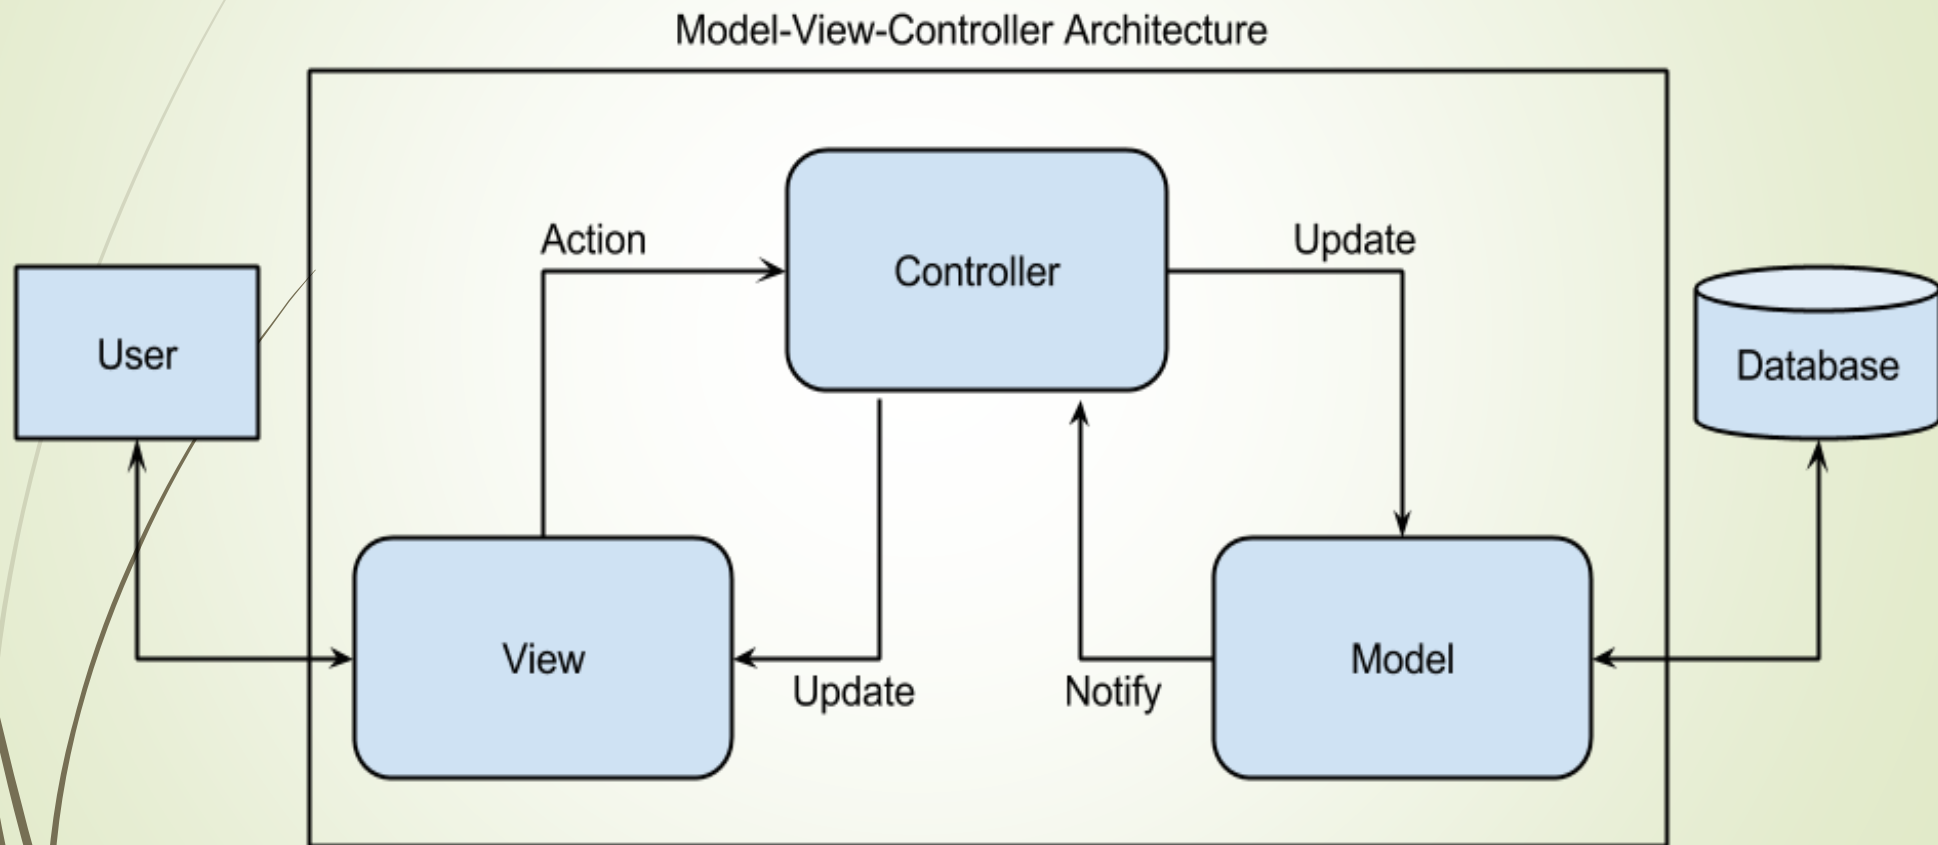 Model-View-Controller Architecture
Action
Controller
Update
User
Database
View
Update
Notify
Model